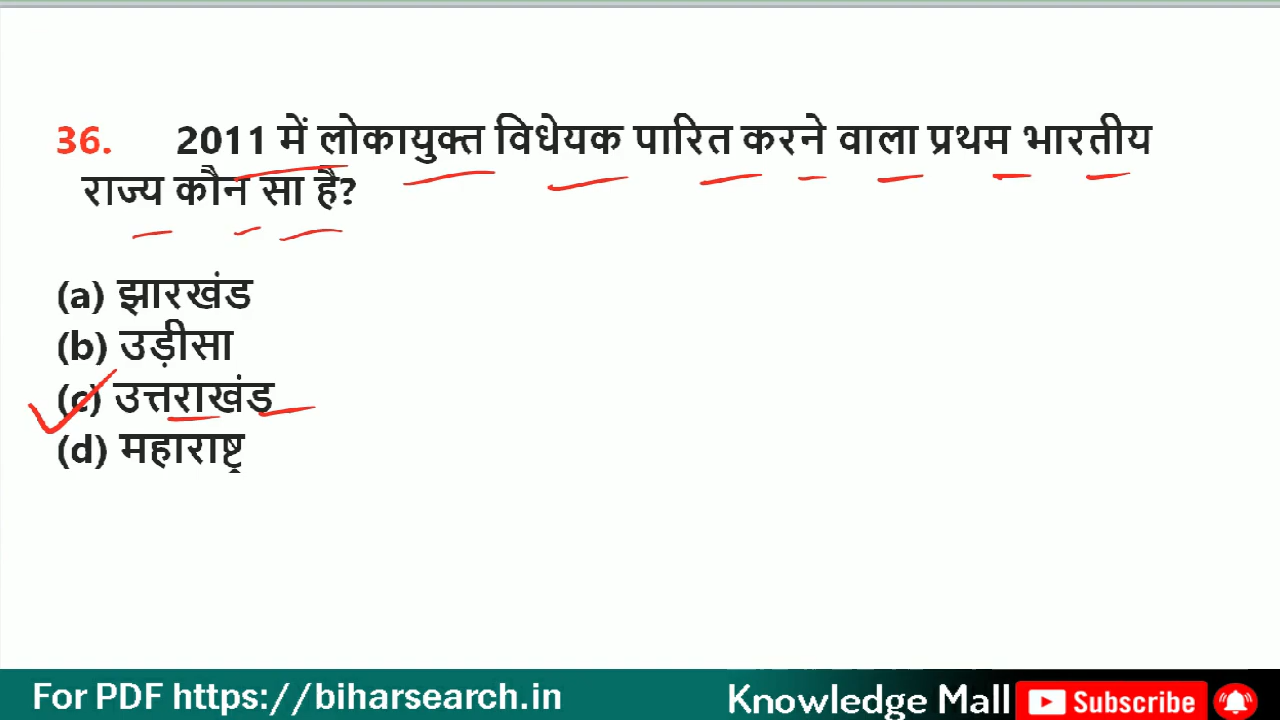 36. 2011 में लोकायुक्त विधेयक पारित करने वाला प्रथम भारतीय
राज्य कौन सा है?
(a) झारखंड
(b) उड़ीसा
(c) उत्तराखंड
(d) महाराष्ट्र
For PDF https://biharsearch.in
Knowledge Mall Subscribe